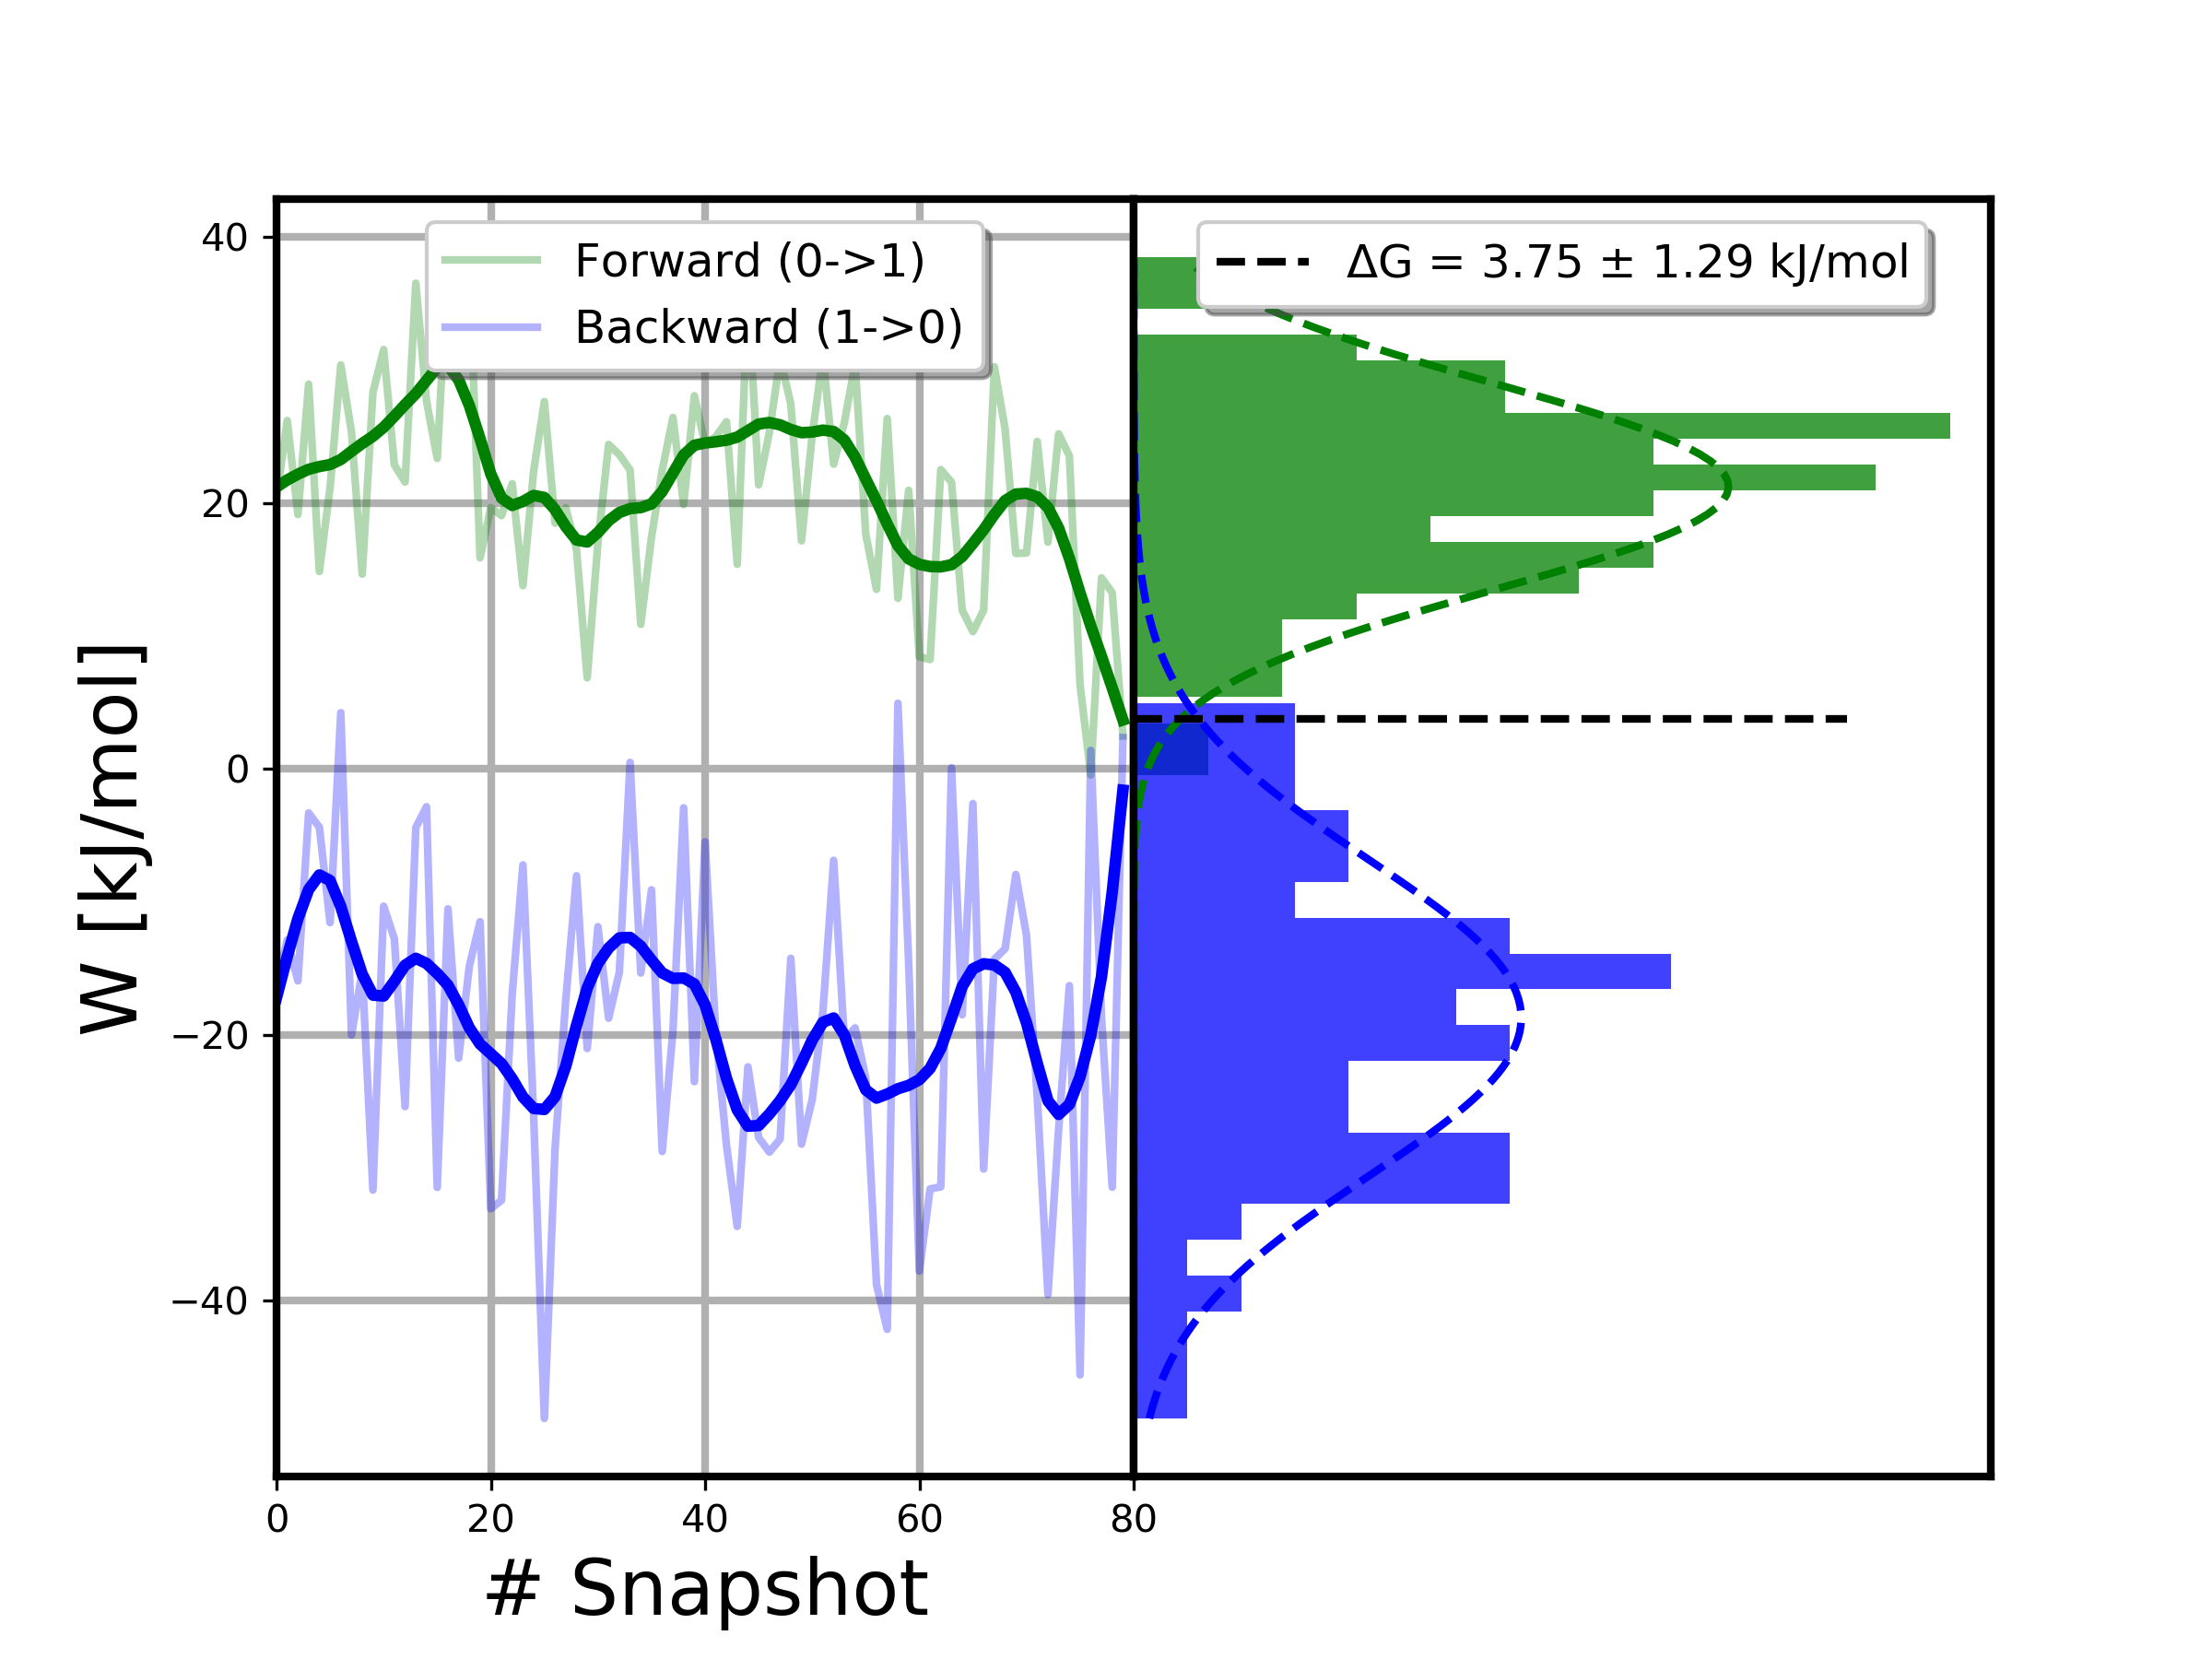 Forward (0->1)
Backward (1->0)
ΔG = 3.75 ± 1.29 kJ/mol
W [kJ/mol]
40
20
0
−20
−40
0 20 40 60 80
# Snapshot